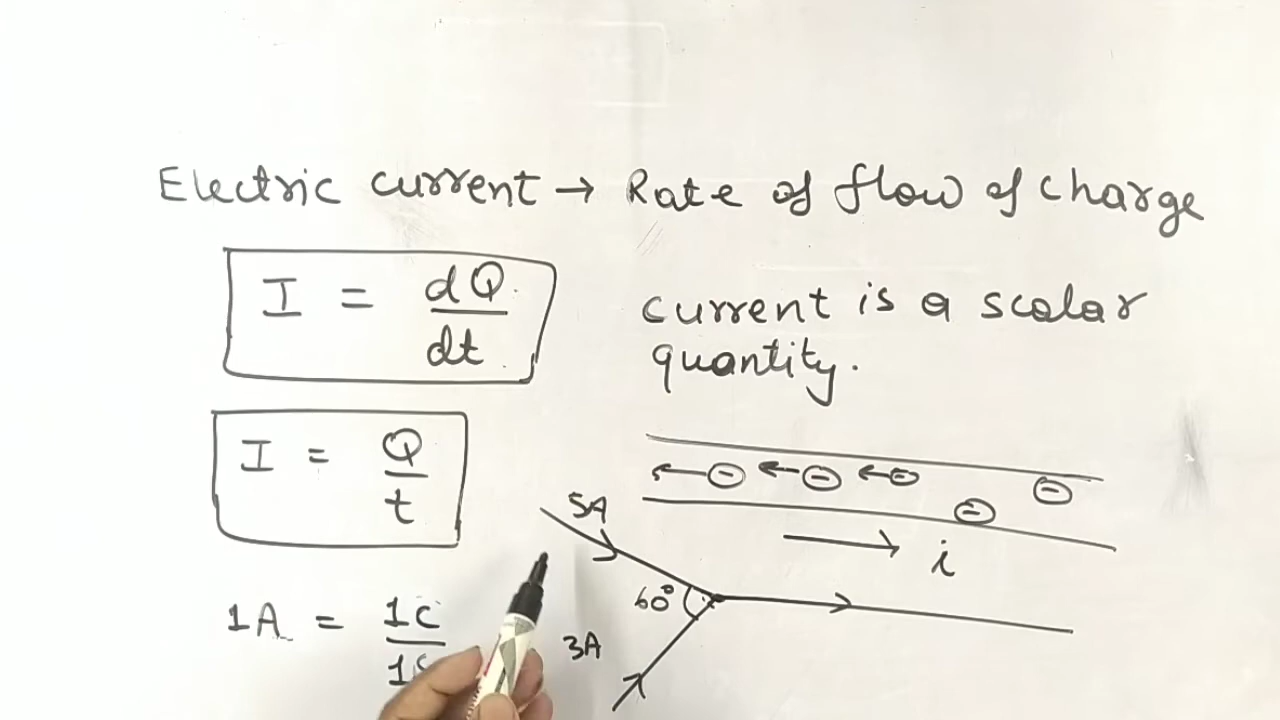 Electric current → Rate of flow of charge
I = dQ/dt
current is a scalar
quantity.
I = Q/t
⊖ ⊖ ⊖ ⊖ ⊖
i
5A
60°
3A
1A = 1C/1S